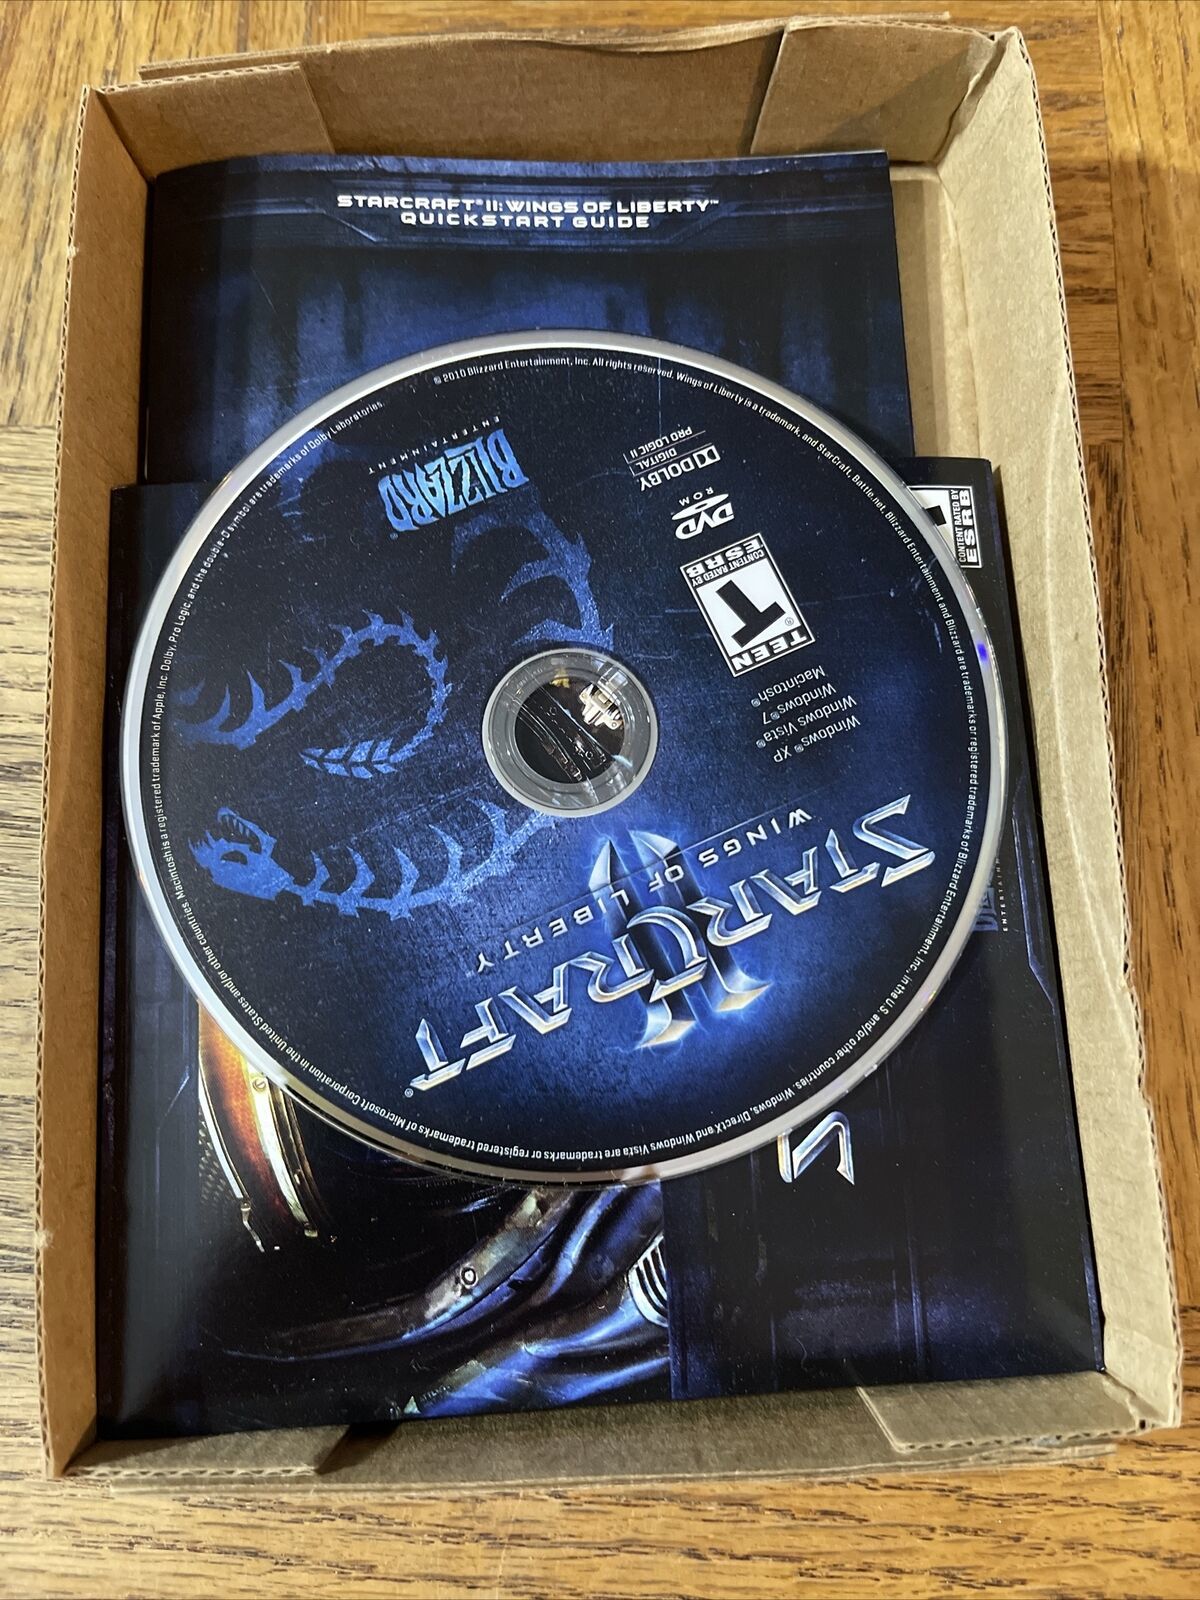 STARCRAFT® II: WINGS OF LIBERTY™
QUICKSTART GUIDE
© 2010 Blizzard Entertainment, Inc. All rights reserved. Wings of Liberty is a trademark, and StarCraft, Battle.net, Blizzard Entertainment and Blizzard are trademarks or registered trademarks of Blizzard Entertainment, Inc., in the U.S. and/or other countries. Windows, DirectX and Windows Vista are trademarks or registered trademarks of Microsoft Corporation in the United States and/or other countries. Macintosh is a registered trademark of Apple, Inc. Dolby, Pro Logic, and the double-D symbol are trademarks of Dolby Laboratories.
STARCRAFT®
II
WINGS OF LIBERTY™
Windows® XP
Windows Vista®
Windows® 7
Macintosh®
TEEN
T®
CONTENT RATED BY
ESRB
DVD
ROM
DOLBY
DIGITAL
PRO LOGIC II
BLIZZARD®
ENTERTAINMENT
CONTENT RATED BY
ESRB